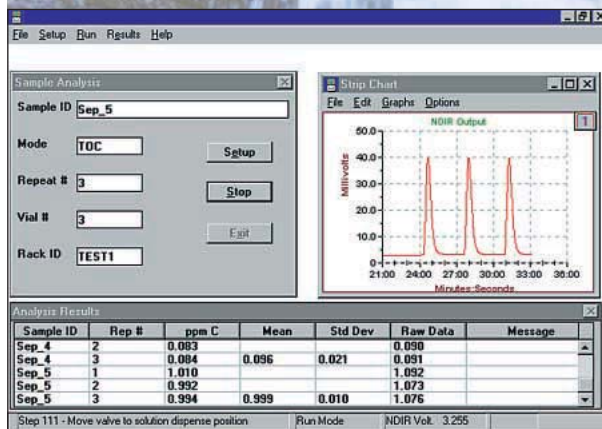 File Setup Run Results Help
Sample Analysis
Sample ID Sep_5
Mode TOC
Setup
Repeat # 3
Stop
Vial # 3
Exit
Rack ID TEST1
Strip Chart
File Edit Graphs Options
NDIR Output
1
Millivolts
60.0
40.0
20.0
0.0
21:00 24:00 27:00 30:00 33:00 36:00
Minutes:Seconds
Analysis Results
Sample ID Rep # ppm C Mean Std Dev Raw Data Message
Sep_4 2 0.083 0.090
Sep_4 3 0.084 0.096 0.021 0.091
Sep_5 1 1.010 1.092
Sep_5 2 0.992 1.073
Sep_5 3 0.994 0.999 0.010 1.076
Step 111 - Move valve to solution dispense position Run Mode NDIR Volt. 3.255